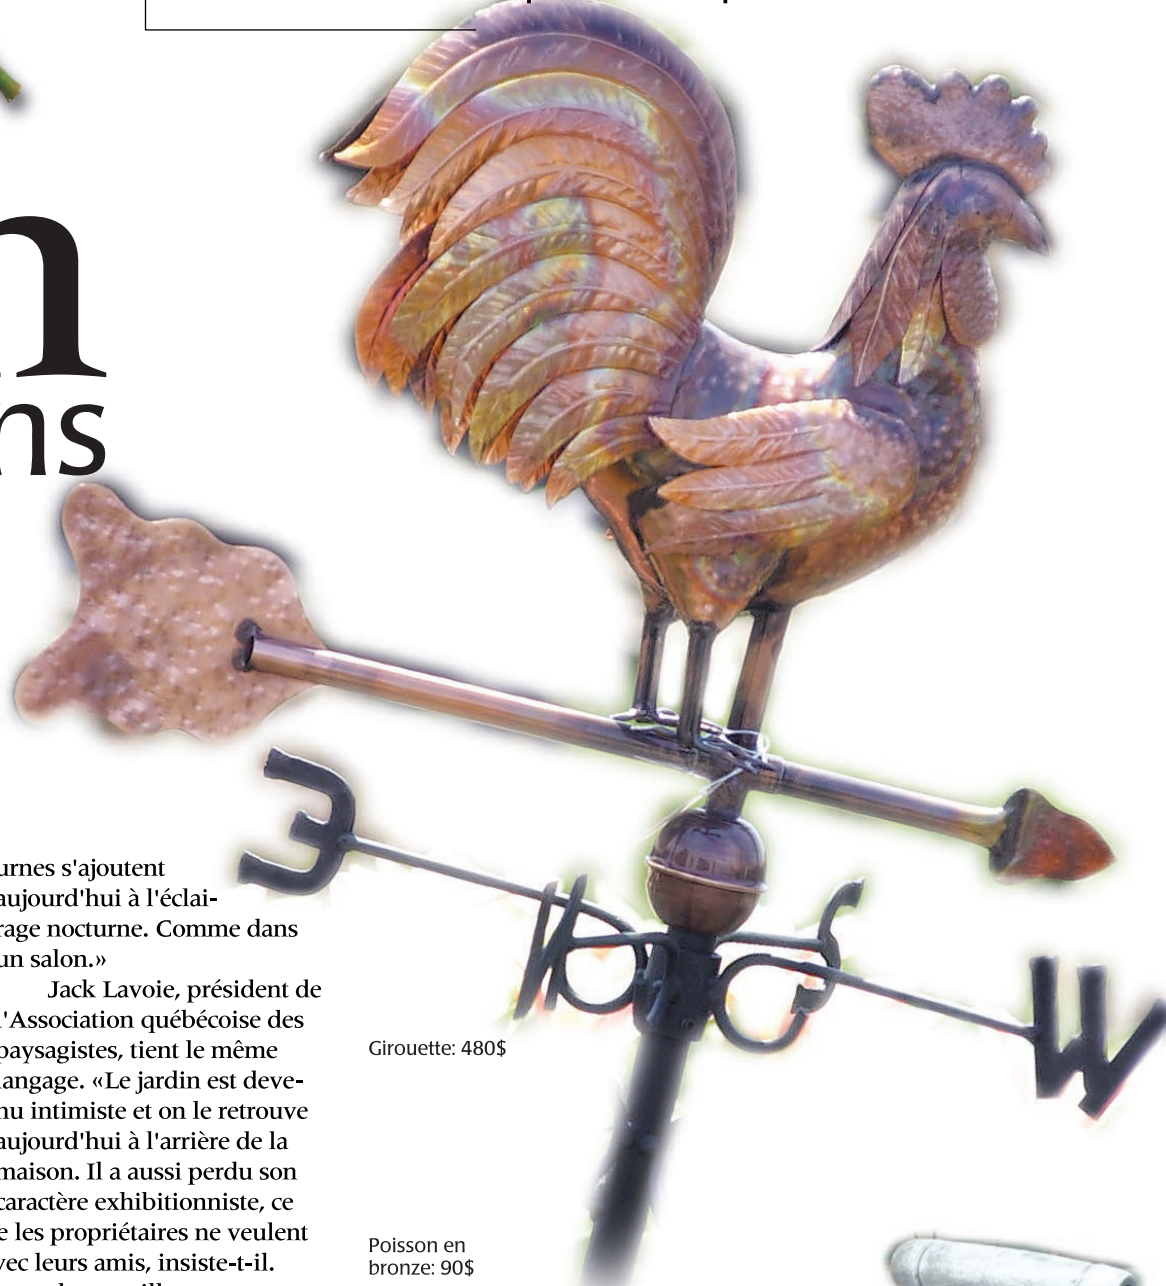 n
ns
urnes s'ajoutent
aujourd'hui à l'éclai-
rage nocturne. Comme dans
un salon.»
Jack Lavoie, président de
l'Association québécoise des
paysagistes, tient le même
langage. «Le jardin est deve-
nu intimiste et on le retrouve
aujourd'hui à l'arrière de la
maison. Il a aussi perdu son
caractère exhibitionniste, ce
e les propriétaires ne veulent
vec leurs amis, insiste-t-il.
Girouette: 480$
Poisson en
bronze: 90$
E
N
S
W